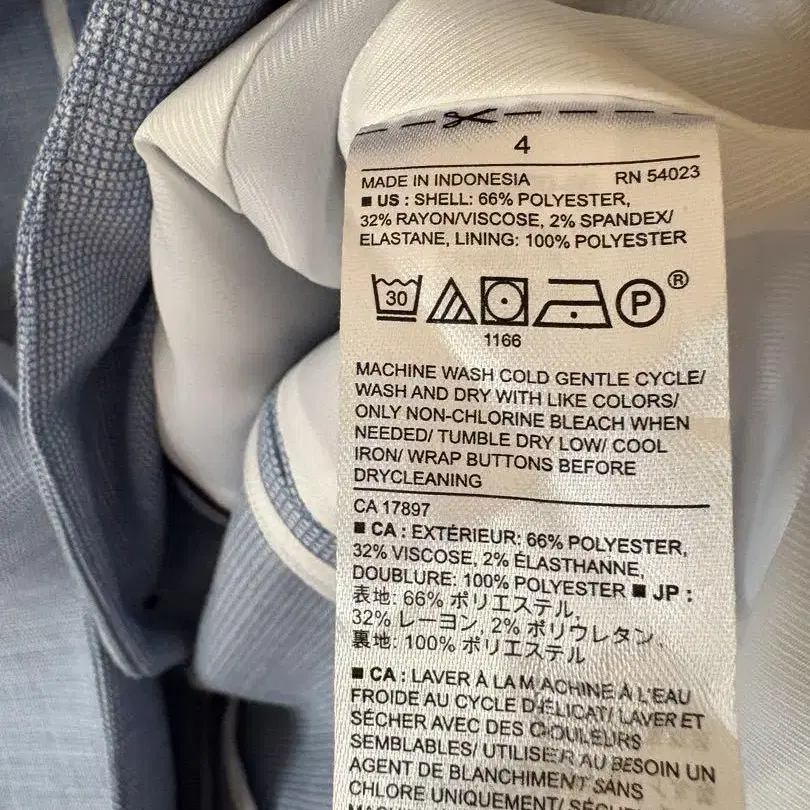 4
MADE IN INDONESIA RN 54023
■ US : SHELL: 66% POLYESTER,
32% RAYON/VISCOSE, 2% SPANDEX/
ELASTANE, LINING: 100% POLYESTER
30 P ®
1166
MACHINE WASH COLD GENTLE CYCLE/
WASH AND DRY WITH LIKE COLORS/
ONLY NON-CHLORINE BLEACH WHEN
NEEDED/ TUMBLE DRY LOW/ COOL
IRON/ WRAP BUTTONS BEFORE
DRYCLEANING
CA 17897
■ CA : EXTÉRIEUR: 66% POLYESTER,
32% VISCOSE, 2% ÉLASTHANNE,
DOUBLURE: 100% POLYESTER ■ JP :
表地: 66% ポリエステル,
32% レーヨン, 2% ポリウレタン,
裏地: 100% ポリエステル
■ CA : LAVER À LA MACHINE À L'EAU
FROIDE AU CYCLE DÉLICAT/ LAVER ET
SÉCHER AVEC DES COULEURS
SEMBLABLES/ UTILISER AU BESOIN UN
AGENT DE BLANCHIMENT SANS
CHLORE UNIQUEMENT/